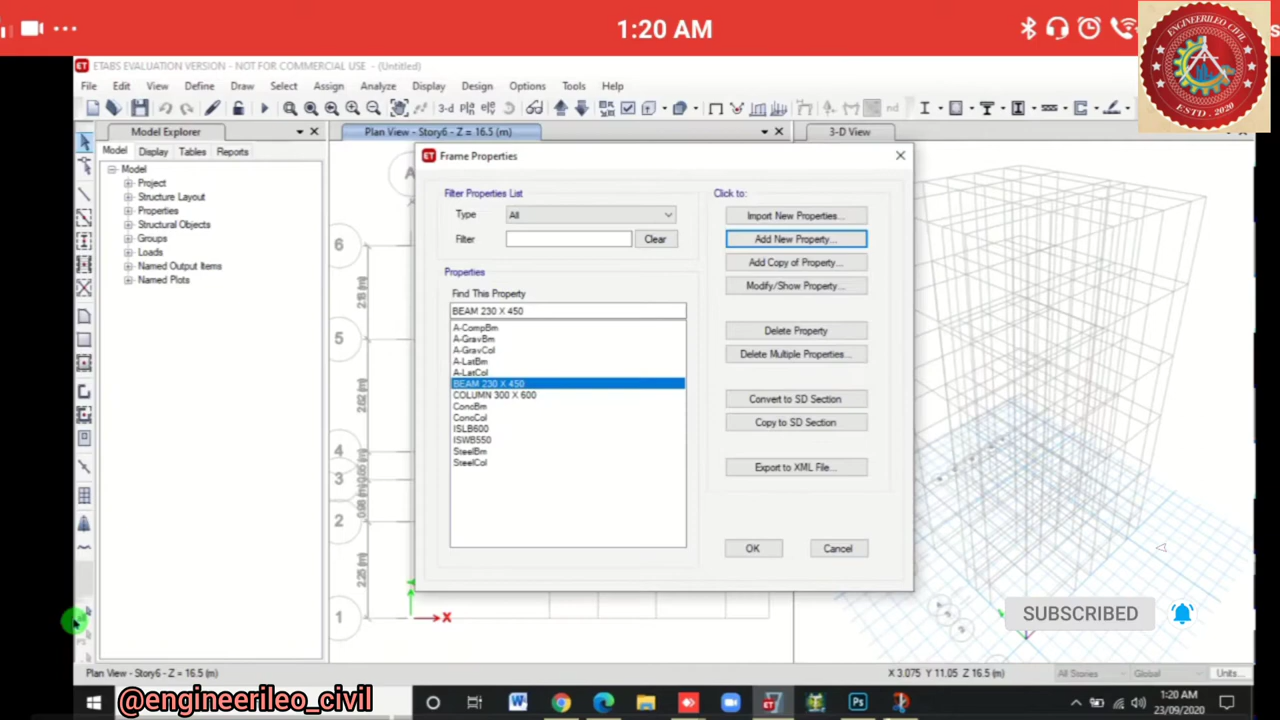 1:20 AM
ENGINEERILEO CIVIL
ESTD. 2020
ETABS EVALUATION VERSION - NOT FOR COMMERCIAL USE - (Untitled)
File Edit View Define Draw Select Assign Analyze Display Design Options Tools Help
3-d
nd
Model Explorer
Plan View - Story6 - Z = 16.5 (m)
3-D View
Model Display Tables Reports
Model
Project
Structure Layout
Properties
Structural Objects
Groups
Loads
Named Output Items
Named Plots
A
6
5
4
3
2
1
2.62 (m)
2.25 (m)
X
Frame Properties
Filter Properties List
Type All
Filter Clear
Properties
Find This Property
BEAM 230 X 450
A-CompBm
A-GravBm
A-GravCol
A-LatBm
A-LatCol
BEAM 230 X 450
COLUMN 300 X 600
ConcBm
ConcCol
ISLB600
ISWB550
SteelBm
SteelCol
Click to:
Import New Properties...
Add New Property...
Add Copy of Property...
Modify/Show Property...
Delete Property
Delete Multiple Properties...
Convert to SD Section
Copy to SD Section
Export to XML File...
OK Cancel
SUBSCRIBED
Plan View - Story6 - Z = 16.5 (m)
X 3.075 Y 11.05 Z 16.5 (m)
All Stories
Global
Units...
@engineerileo_civil
1:20 AM
23/09/2020